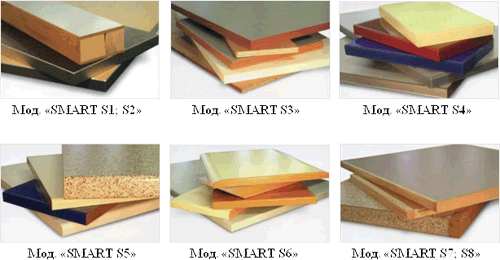 Мод. «SMART S1; S2»
Мод. «SMART S3»
Мод. «SMART S4»
Мод. «SMART S5»
Мод. «SMART S6»
Мод. «SMART S7; S8»